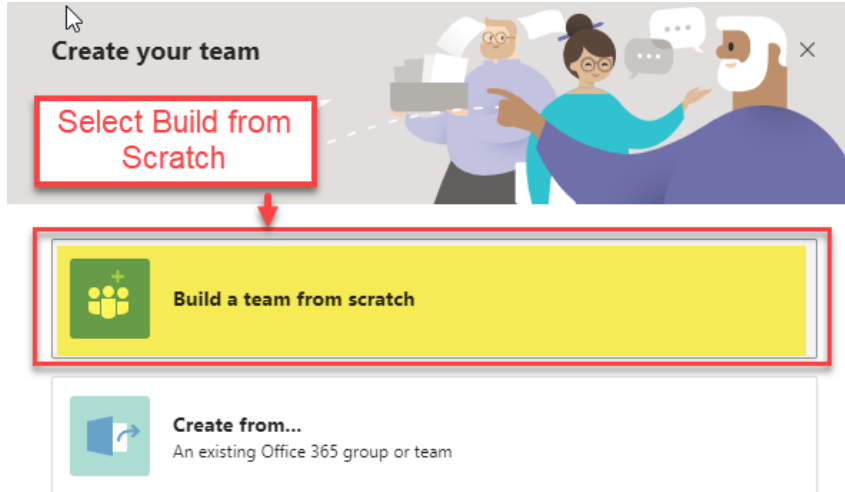 Create your team
Select Build from
Scratch
Build a team from scratch
Create from...
An existing Office 365 group or team